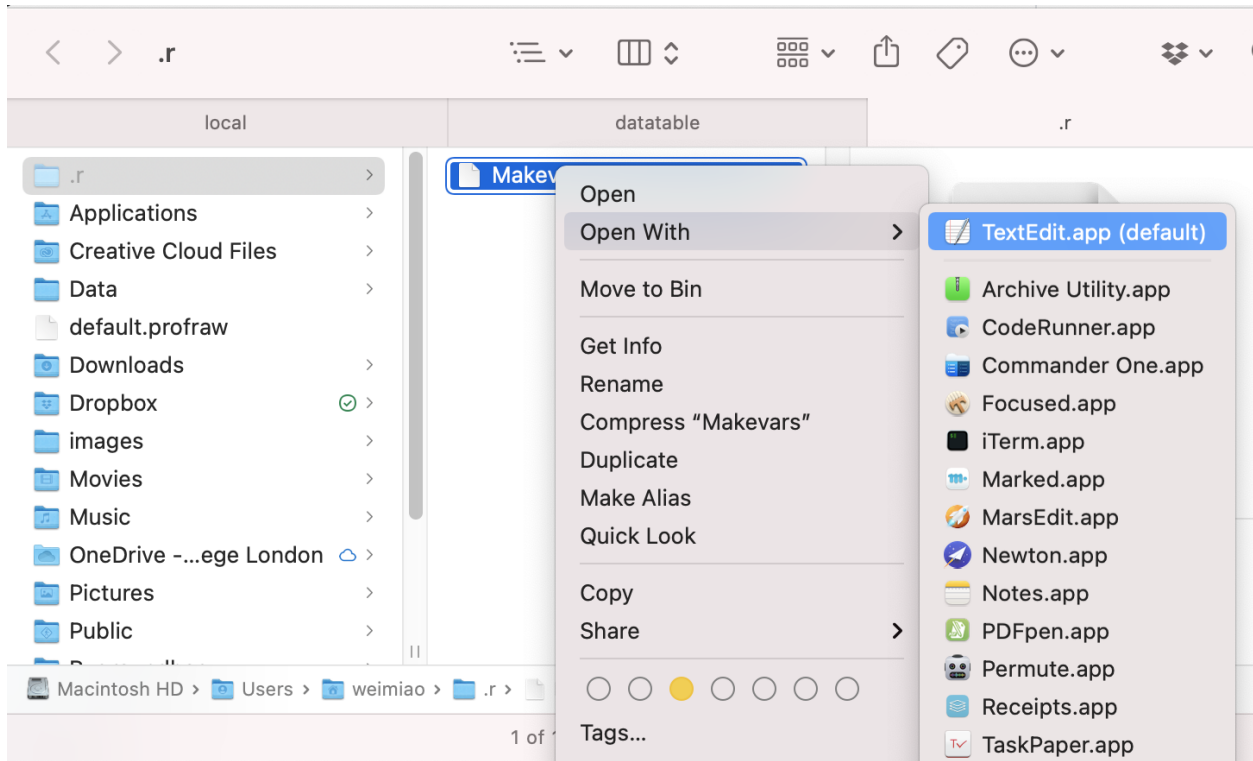 .r
local
datatable
.r
.r
Applications
Creative Cloud Files
Data
default.profraw
Downloads
Dropbox
images
Movies
Music
OneDrive -...ege London
Pictures
Public
Macintosh HD › Users › weimiao › .r ›
1 of
Makev
Open
Open With
Move to Bin
Get Info
Rename
Compress “Makevars”
Duplicate
Make Alias
Quick Look
Copy
Share
Tags...
TextEdit.app (default)
Archive Utility.app
CodeRunner.app
Commander One.app
Focused.app
iTerm.app
Marked.app
MarsEdit.app
Newton.app
Notes.app
PDFpen.app
Permute.app
Receipts.app
TaskPaper.app